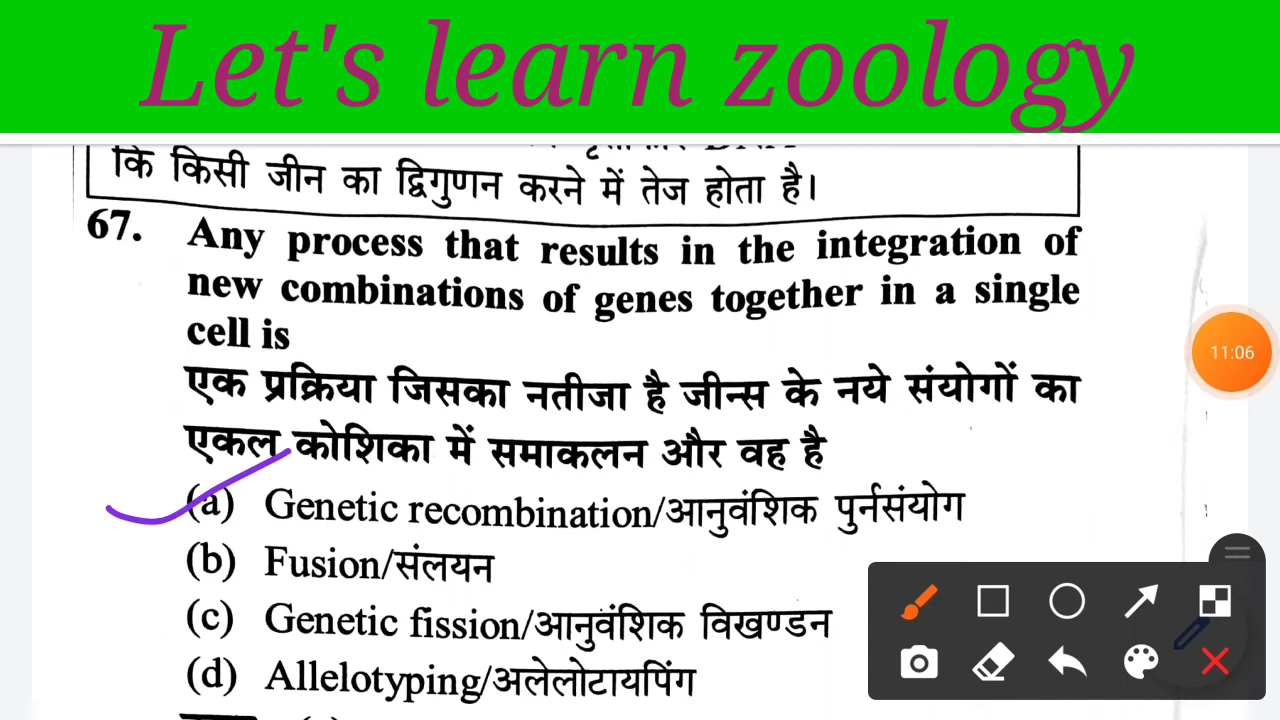 Let's learn zoology
कि किसी जीन का द्विगुणन करने में तेज होता है।
67. Any process that results in the integration of
new combinations of genes together in a single
cell is
एक प्रक्रिया जिसका नतीजा है जीन्स के नये संयोगों का
एकल कोशिका में समाकलन और वह है
11:06
(a) Genetic recombination/आनुवंशिक पुर्नसंयोग
(b) Fusion/संलयन
(c) Genetic fission/आनुवंशिक विखण्डन
(d) Allelotyping/अलेलोटायपिंग